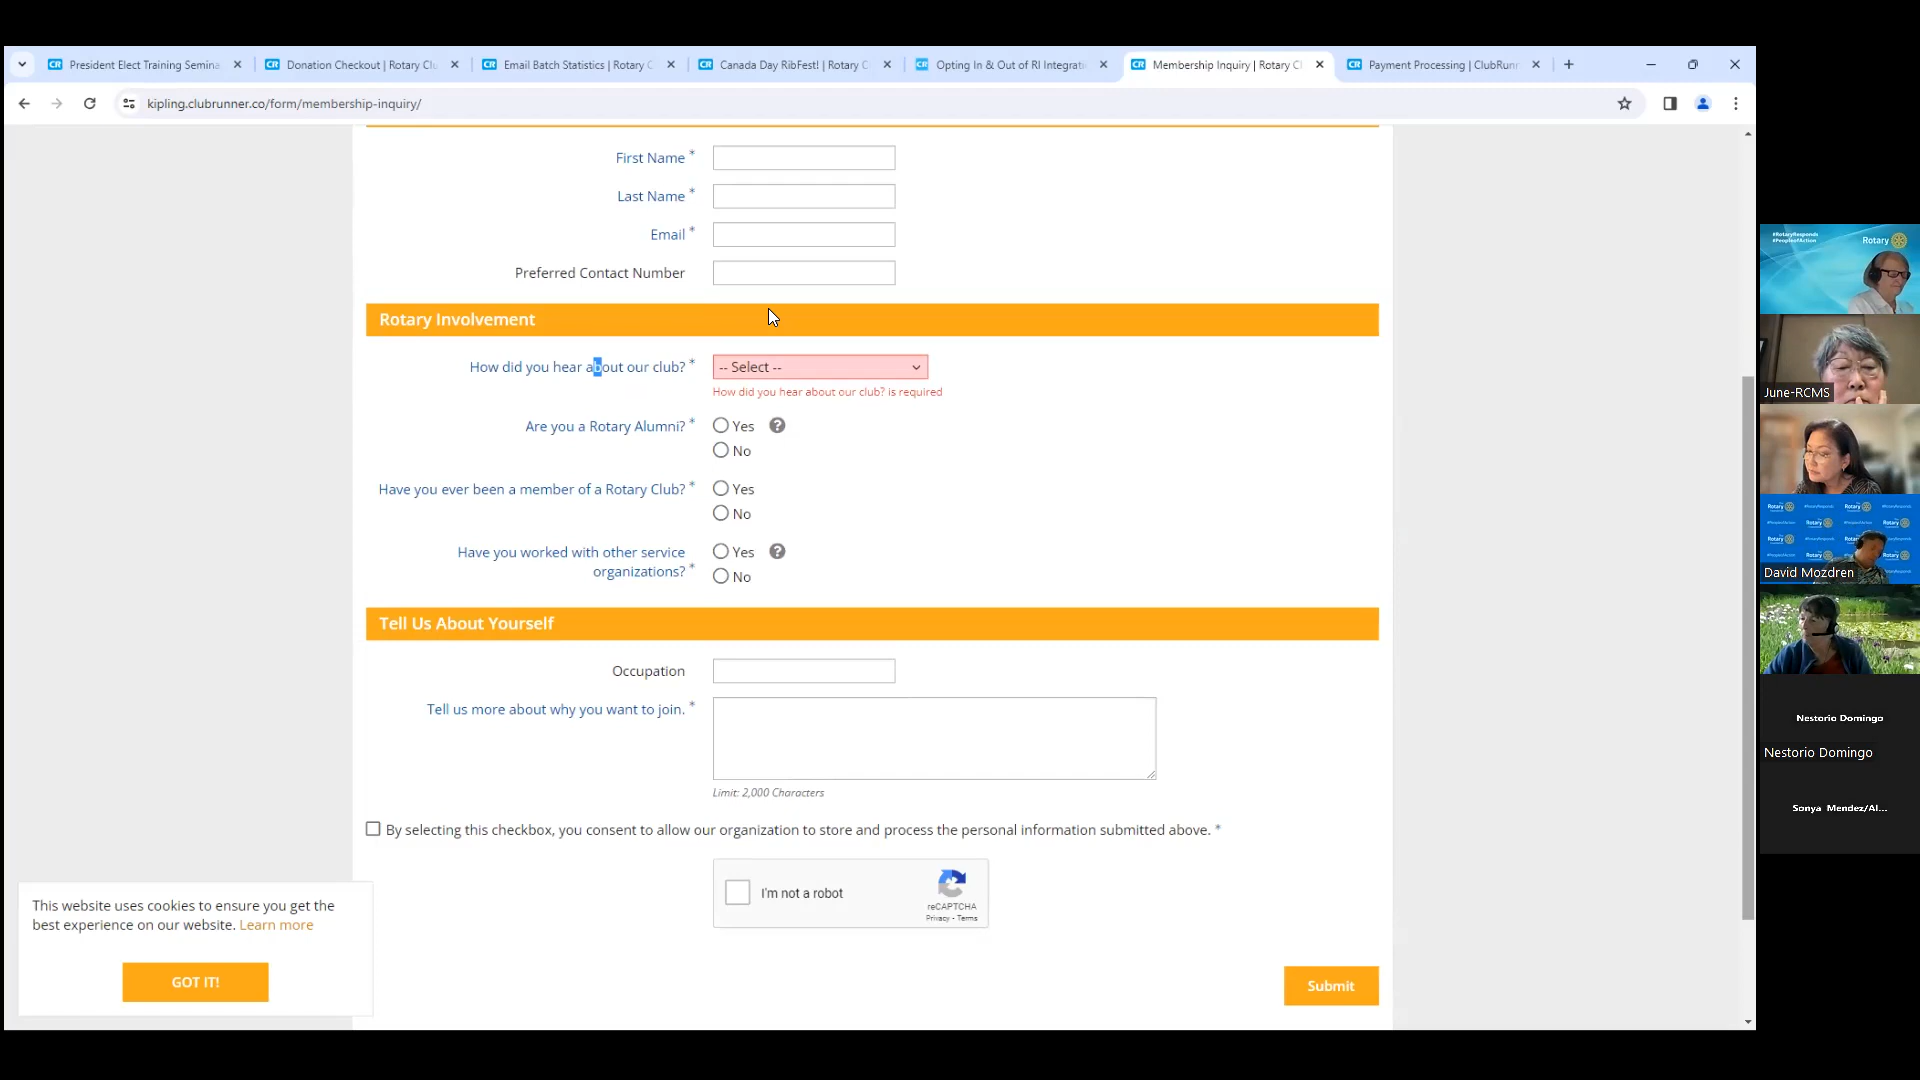 President Elect Training Semina
Donation Checkout | Rotary Clu
Email Batch Statistics | Rotary C
Canada Day RibFest! | Rotary C
Opting In & Out of RI Integrati
Membership Inquiry | Rotary C
Payment Processing | ClubRunn
kipling.clubrunner.co/form/membership-inquiry/
First Name *
Last Name *
Email *
Preferred Contact Number
Rotary Involvement
How did you hear about our club? *
-- Select --
How did you hear about our club? is required
Are you a Rotary Alumni? *
Yes
No
Have you ever been a member of a Rotary Club? *
Yes
No
Have you worked with other service
organizations? *
Yes
No
Tell Us About Yourself
Occupation
Tell us more about why you want to join. *
Limit: 2,000 Characters
By selecting this checkbox, you consent to allow our organization to store and process the personal information submitted above. *
I'm not a robot
reCAPTCHA
Privacy - Terms
This website uses cookies to ensure you get the
best experience on our website. Learn more
GOT IT!
Submit
#RotaryResponds
#PeopleofAction
Rotary
June-RCMS
Rotary
David Mozdren
Nestorio Domingo
Nestorio Domingo
Sonya Mendez/Al...